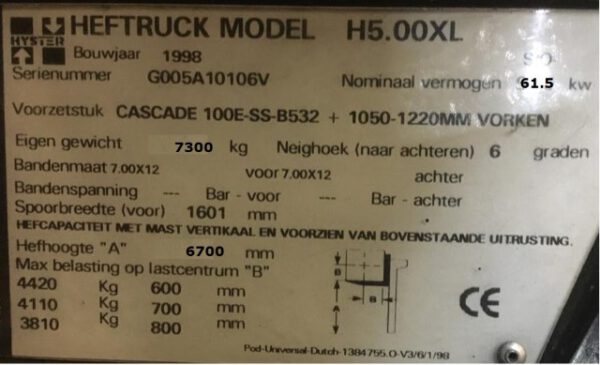 HYSTER HEFTRUCK MODEL H5.00XL
Bouwjaar 1998
Serienummer G005A10106V Nominaal vermogen 61.5 kw
Voorzetstuk CASCADE 100E-SS-B532 + 1050-1220MM VORKEN
Eigen gewicht 7300 kg Neighoek (naar achteren) 6 graden
Bandenmaat 7.00X12 voor 7.00X12 achter
Bandenspanning --- Bar - voor --- Bar - achter
Spoorbreedte (voor) 1601 mm
HEFCAPACITEIT MET MAST VERTIKAAL EN VOORZIEN VAN BOVENSTAANDE UITRUSTING.
Hefhoogte "A" 6700 mm
Max belasting op lastcentrum "B"
4420 Kg 600 mm
4110 Kg 700 mm
3810 Kg 800 mm
B
B
A
CE
Pod-Universal-Dutch-1384755.0-V3/6/1/98